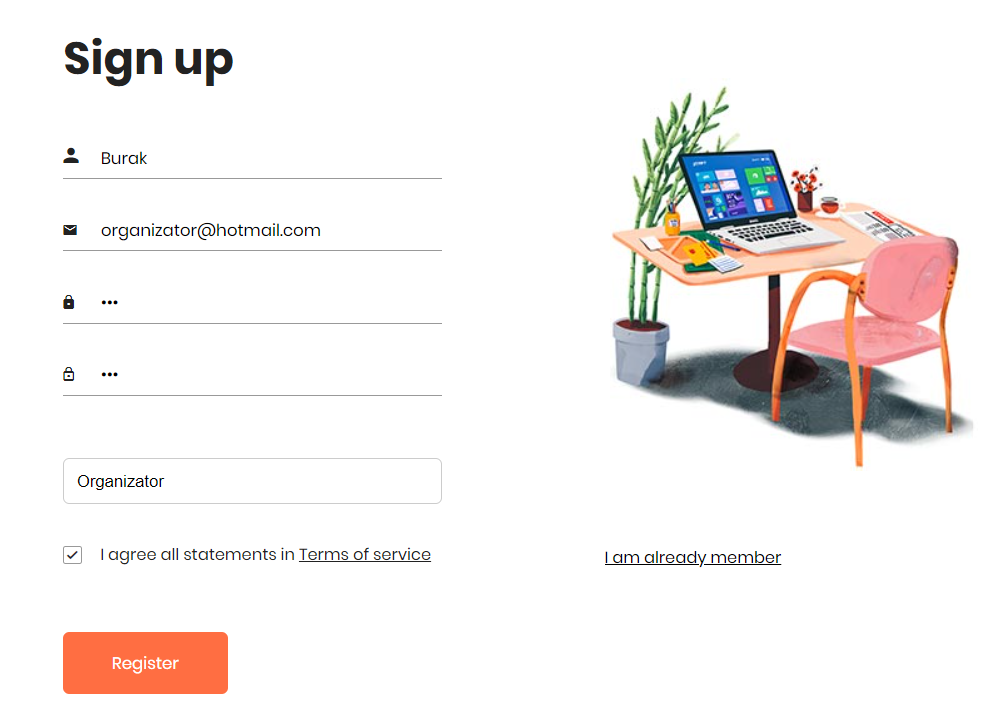 Sign up
Burak
organizator@hotmail.com
•••
•••
Organizator
I agree all statements in Terms of service
I am already member
Register